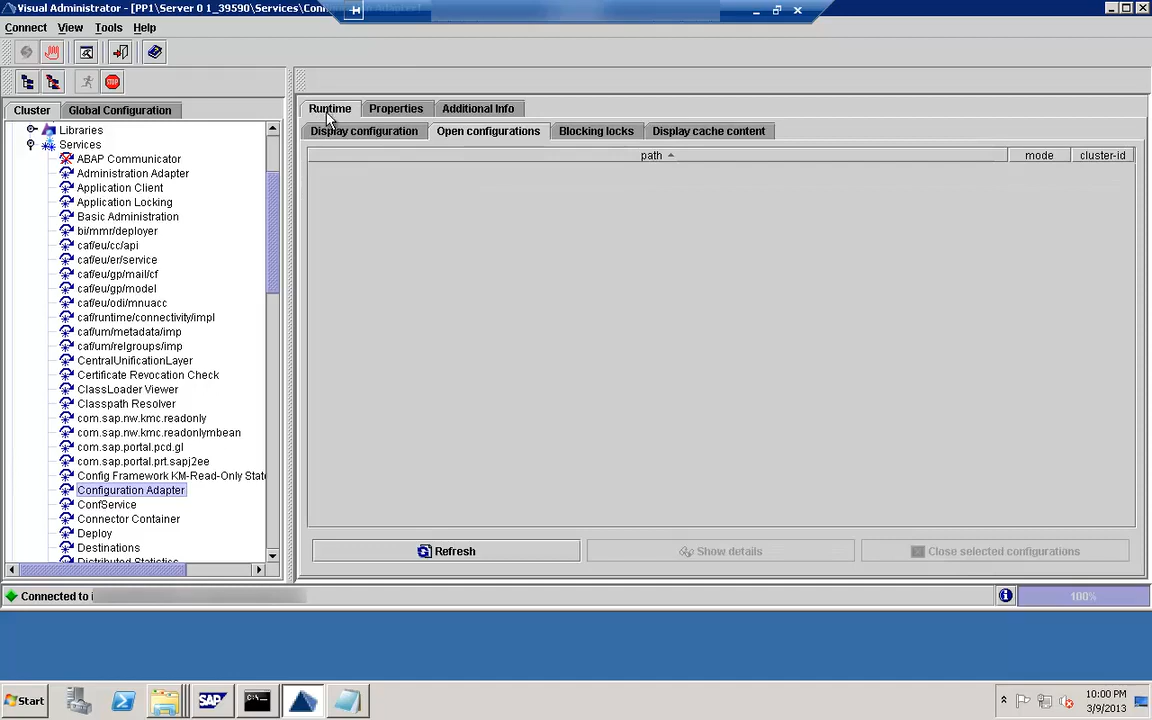 Visual Administrator - [PP1\Server 0 1_39590\Services\Con
Connect View Tools Help
Cluster
Global Configuration
Libraries
Services
ABAP Communicator
Administration Adapter
Application Client
Application Locking
Basic Administration
bi/mmr/deployer
caf/eu/cc/api
caf/eu/er/service
caf/eu/gp/mail/cf
caf/eu/gp/model
caf/eu/odi/mnuacc
caf/runtime/connectivity/impl
caf/um/metadata/imp
caf/um/relgroups/imp
CentralUnificationLayer
Certificate Revocation Check
ClassLoader Viewer
Classpath Resolver
com.sap.nw.kmc.readonly
com.sap.nw.kmc.readonlymbean
com.sap.portal.pcd.gl
com.sap.portal.prt.sapj2ee
Config Framework KM-Read-Only State
Configuration Adapter
ConfService
Connector Container
Deploy
Destinations
Distributed Statistics
Runtime
Properties
Additional Info
Display configuration
Open configurations
Blocking locks
Display cache content
path
mode
cluster-id
Refresh
Show details
Close selected configurations
Connected to
100%
Start
SAP
10:00 PM
3/9/2013